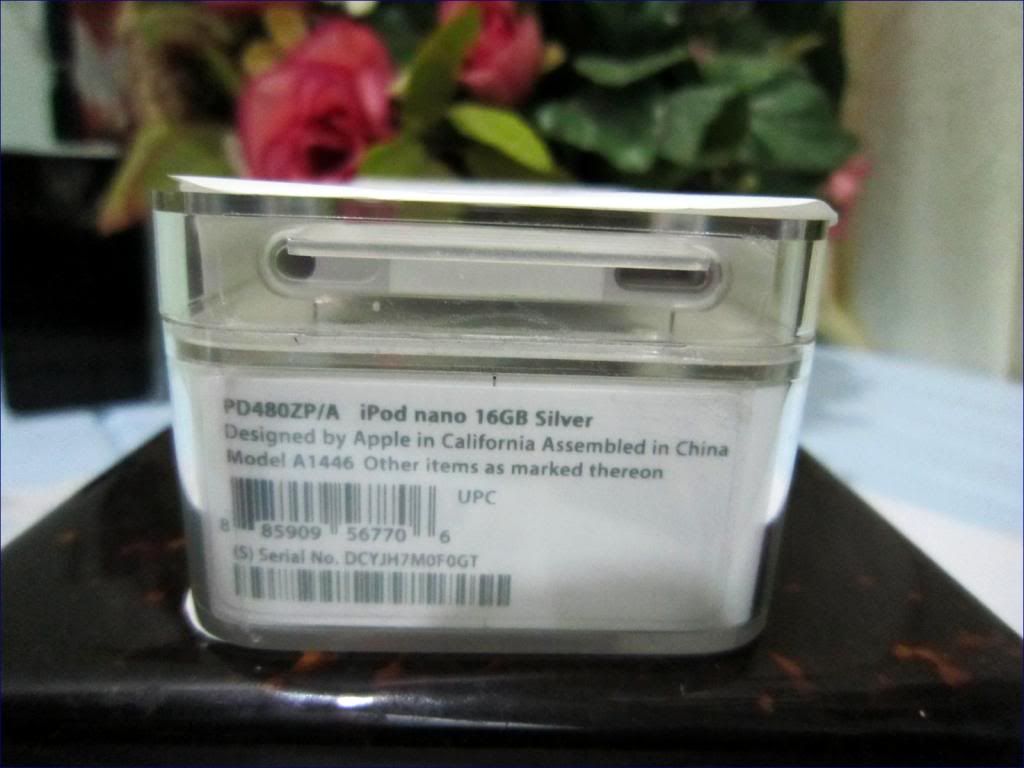 PD480ZP/A iPod nano 16GB Silver
Designed by Apple in California Assembled in China
Model A1446 Other items as marked thereon
UPC
8 85909 56770 6
(S) Serial No. DCYJH7M0F0GT